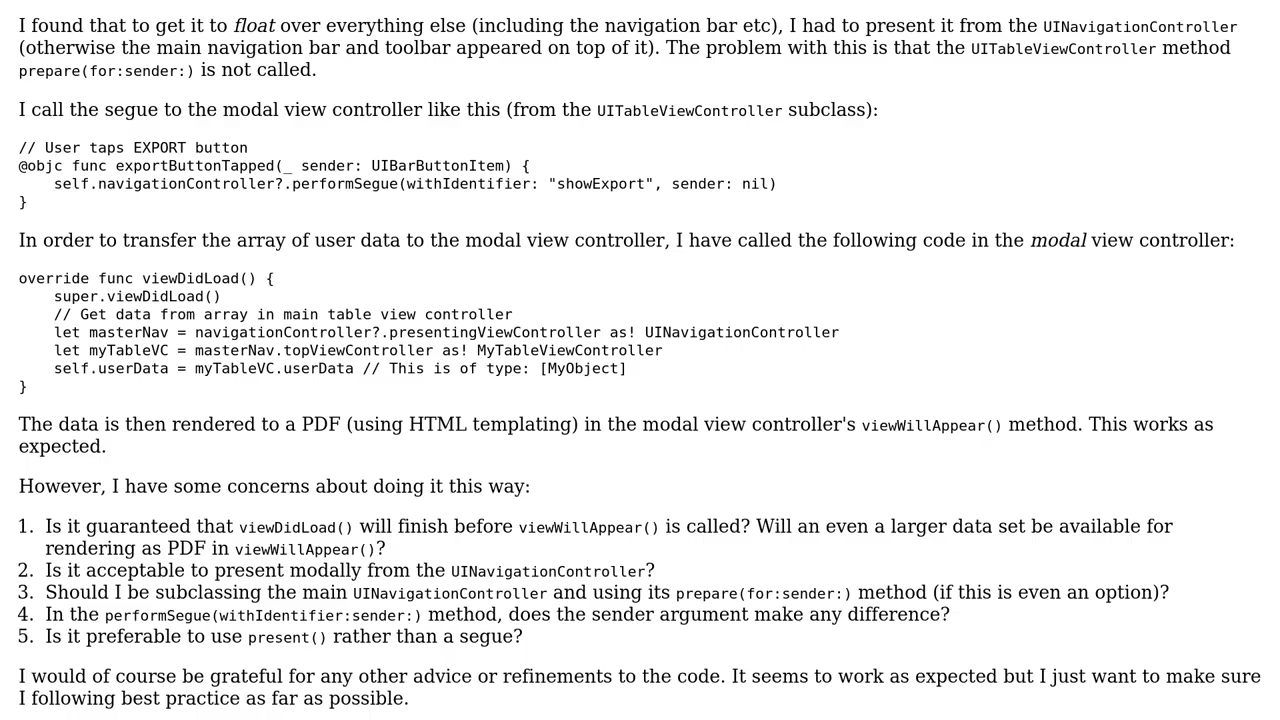 I found that to get it to float over everything else (including the navigation bar etc), I had to present it from the UINavigationController
(otherwise the main navigation bar and toolbar appeared on top of it). The problem with this is that the UITableViewController method
prepare(for:sender:) is not called.
I call the segue to the modal view controller like this (from the UITableViewController subclass):
// User taps EXPORT button
@objc func exportButtonTapped(_ sender: UIBarButtonItem) {
    self.navigationController?.performSegue(withIdentifier: "showExport", sender: nil)
}
In order to transfer the array of user data to the modal view controller, I have called the following code in the modal view controller:
override func viewDidLoad() {
    super.viewDidLoad()
    // Get data from array in main table view controller
    let masterNav = navigationController?.presentingViewController as! UINavigationController
    let myTableVC = masterNav.topViewController as! MyTableViewController
    self.userData = myTableVC.userData // This is of type: [MyObject]
}
The data is then rendered to a PDF (using HTML templating) in the modal view controller's viewWillAppear() method. This works as
expected.
However, I have some concerns about doing it this way:
1. Is it guaranteed that viewDidLoad() will finish before viewWillAppear() is called? Will an even a larger data set be available for
rendering as PDF in viewWillAppear()?
2. Is it acceptable to present modally from the UINavigationController?
3. Should I be subclassing the main UINavigationController and using its prepare(for:sender:) method (if this is even an option)?
4. In the performSegue(withIdentifier:sender:) method, does the sender argument make any difference?
5. Is it preferable to use present() rather than a segue?
I would of course be grateful for any other advice or refinements to the code. It seems to work as expected but I just want to make sure
I following best practice as far as possible.